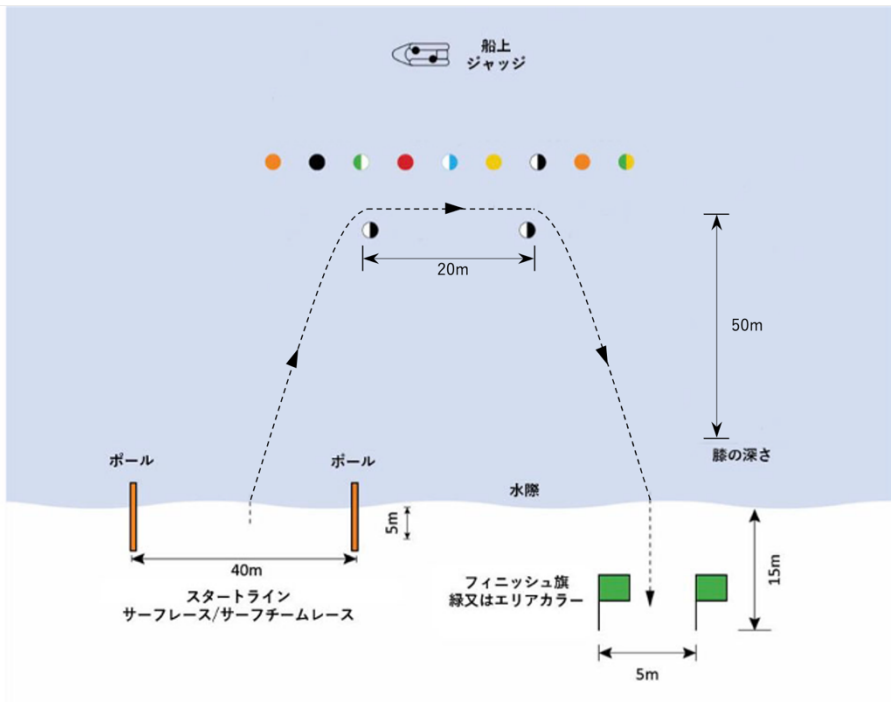 船上
ジャッジ
20m
50m
ポール
ポール
膝の深さ
水際
5m
40m
15m
スタートライン
サーフレース/サーフチームレース
フィニッシュ旗
緑又はエリアカラー
5m